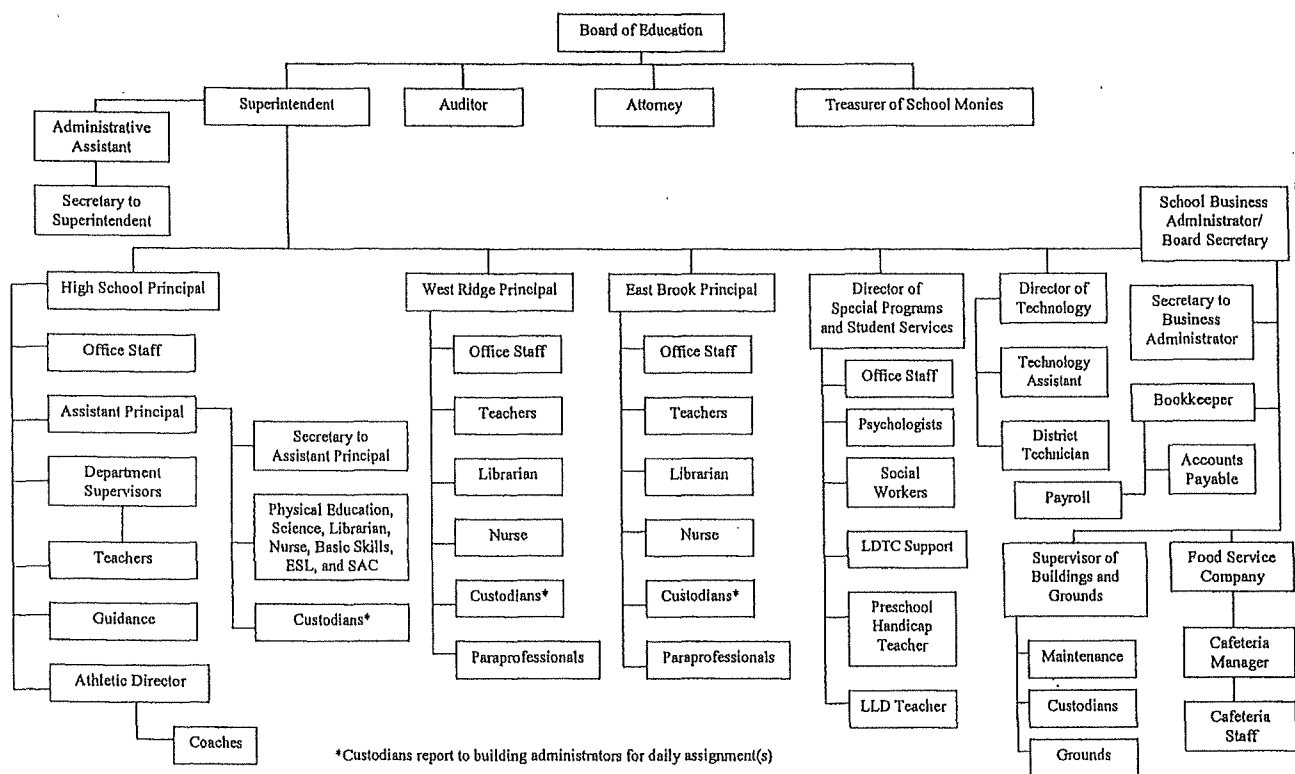 Board of Education
Superintendent
Auditor
Attorney
Treasurer of School Monies
Administrative
Assistant
Secretary to
Superintendent
School Business
Administrator/
Board Secretary
High School Principal
Office Staff
Assistant Principal
Secretary to
Assistant Principal
Physical Education,
Science, Librarian,
Nurse, Basic Skills,
ESL, and SAC
Custodians*
Department
Supervisors
Teachers
Guidance
Athletic Director
Coaches
West Ridge Principal
Office Staff
Teachers
Librarian
Nurse
Custodians*
Paraprofessionals
East Brook Principal
Office Staff
Teachers
Librarian
Nurse
Custodians*
Paraprofessionals
Director of
Special Programs
and Student Services
Office Staff
Psychologists
Social
Workers
LDTC Support
Preschool
Handicap
Teacher
LLD Teacher
Director of
Technology
Technology
Assistant
District
Technician
Secretary to
Business
Administrator
Bookkeeper
Accounts
Payable
Payroll
Supervisor of
Buildings and
Grounds
Maintenance
Custodians
Grounds
Food Service
Company
Cafeteria
Manager
Cafeteria
Staff
*Custodians report to building administrators for daily assignment(s)